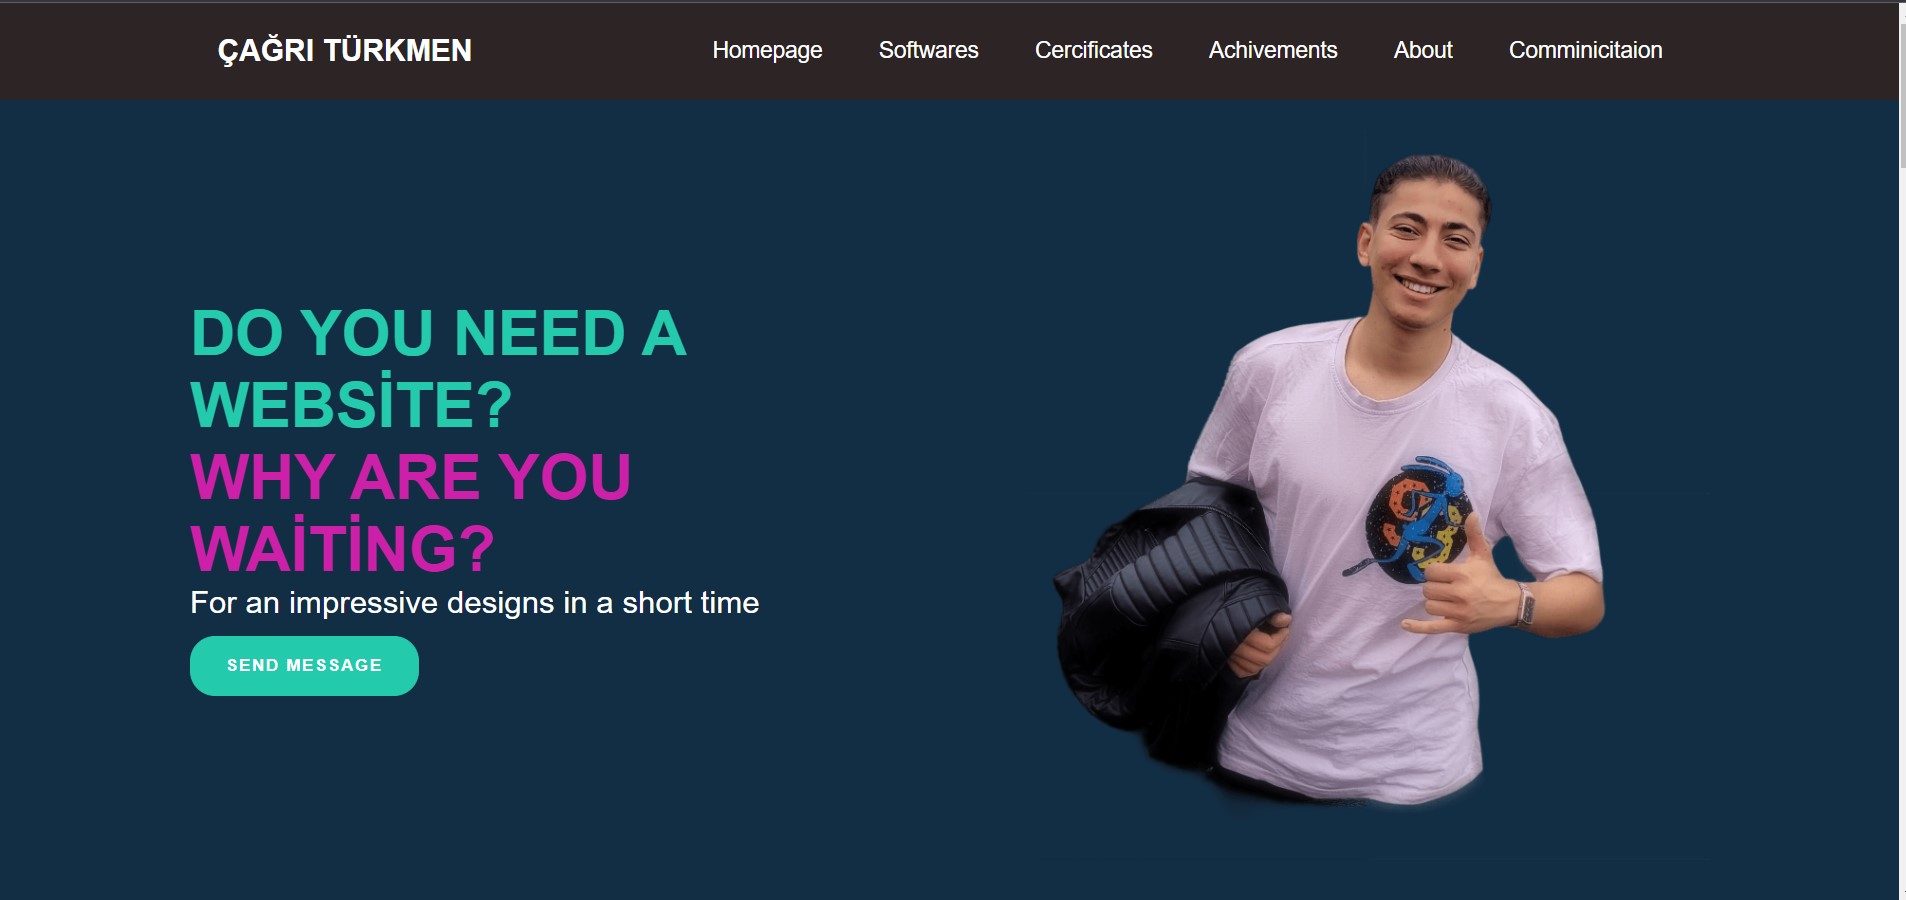 ÇAĞRI TÜRKMEN
Homepage Softwares Cercificates Achivements About Comminicitaion
DO YOU NEED A
WEBSİTE?
WHY ARE YOU
WAİTİNG?
For an impressive designs in a short time
SEND MESSAGE